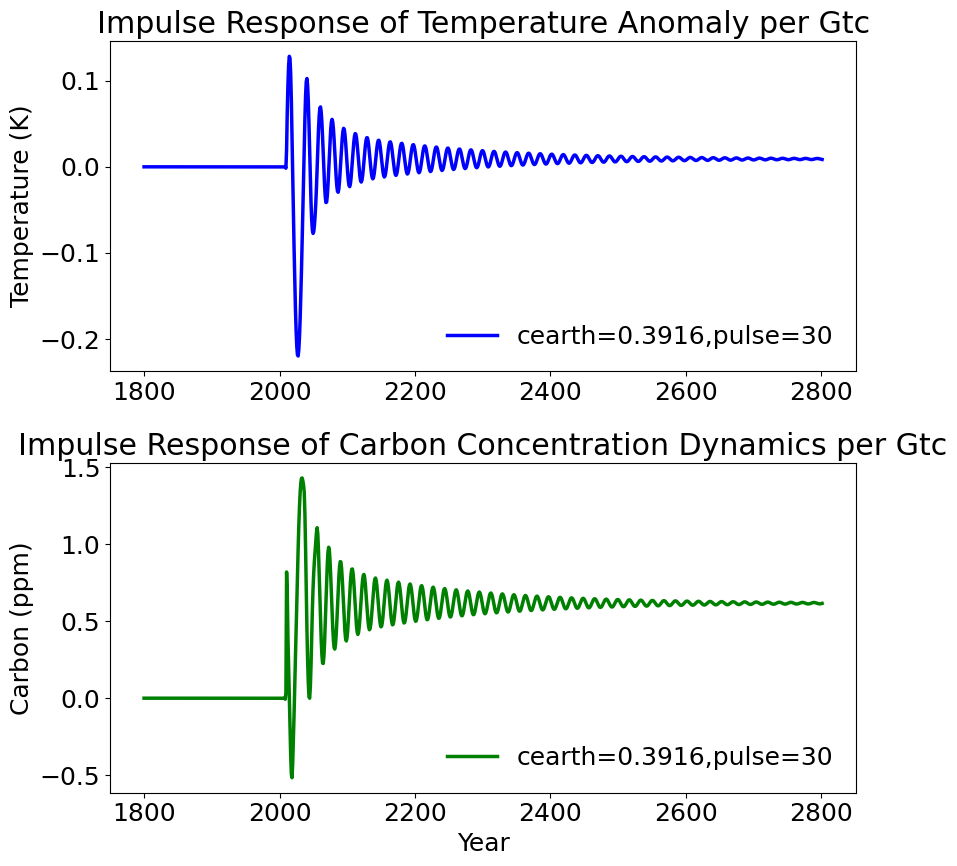 Impulse Response of Temperature Anomaly per Gtc
Temperature (K)
0.1
0.0
−0.1
−0.2
cearth=0.3916,pulse=30
1800 2000 2200 2400 2600 2800
Impulse Response of Carbon Concentration Dynamics per Gtc
Carbon (ppm)
1.5
1.0
0.5
0.0
−0.5
cearth=0.3916,pulse=30
1800 2000 2200 2400 2600 2800
Year